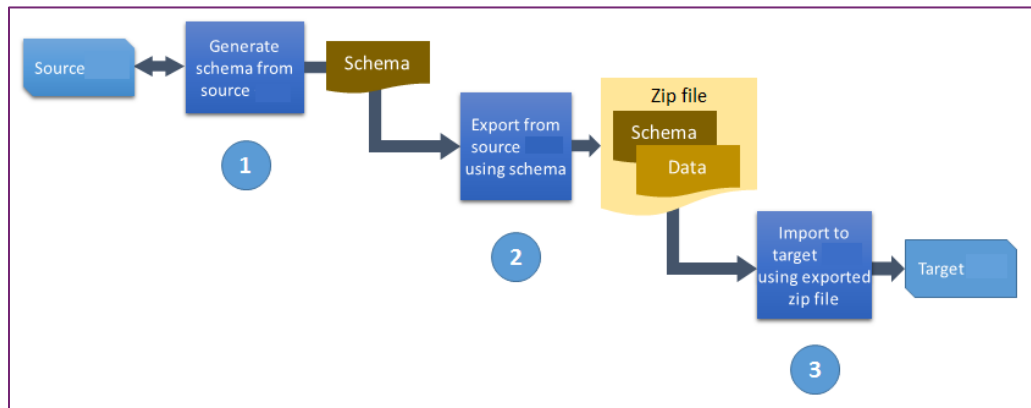 Source
Generate
schema from
source
Schema
1
Export from
source
using schema
2
Zip file
Schema
Data
Import to
target
using exported
zip file
3
Target